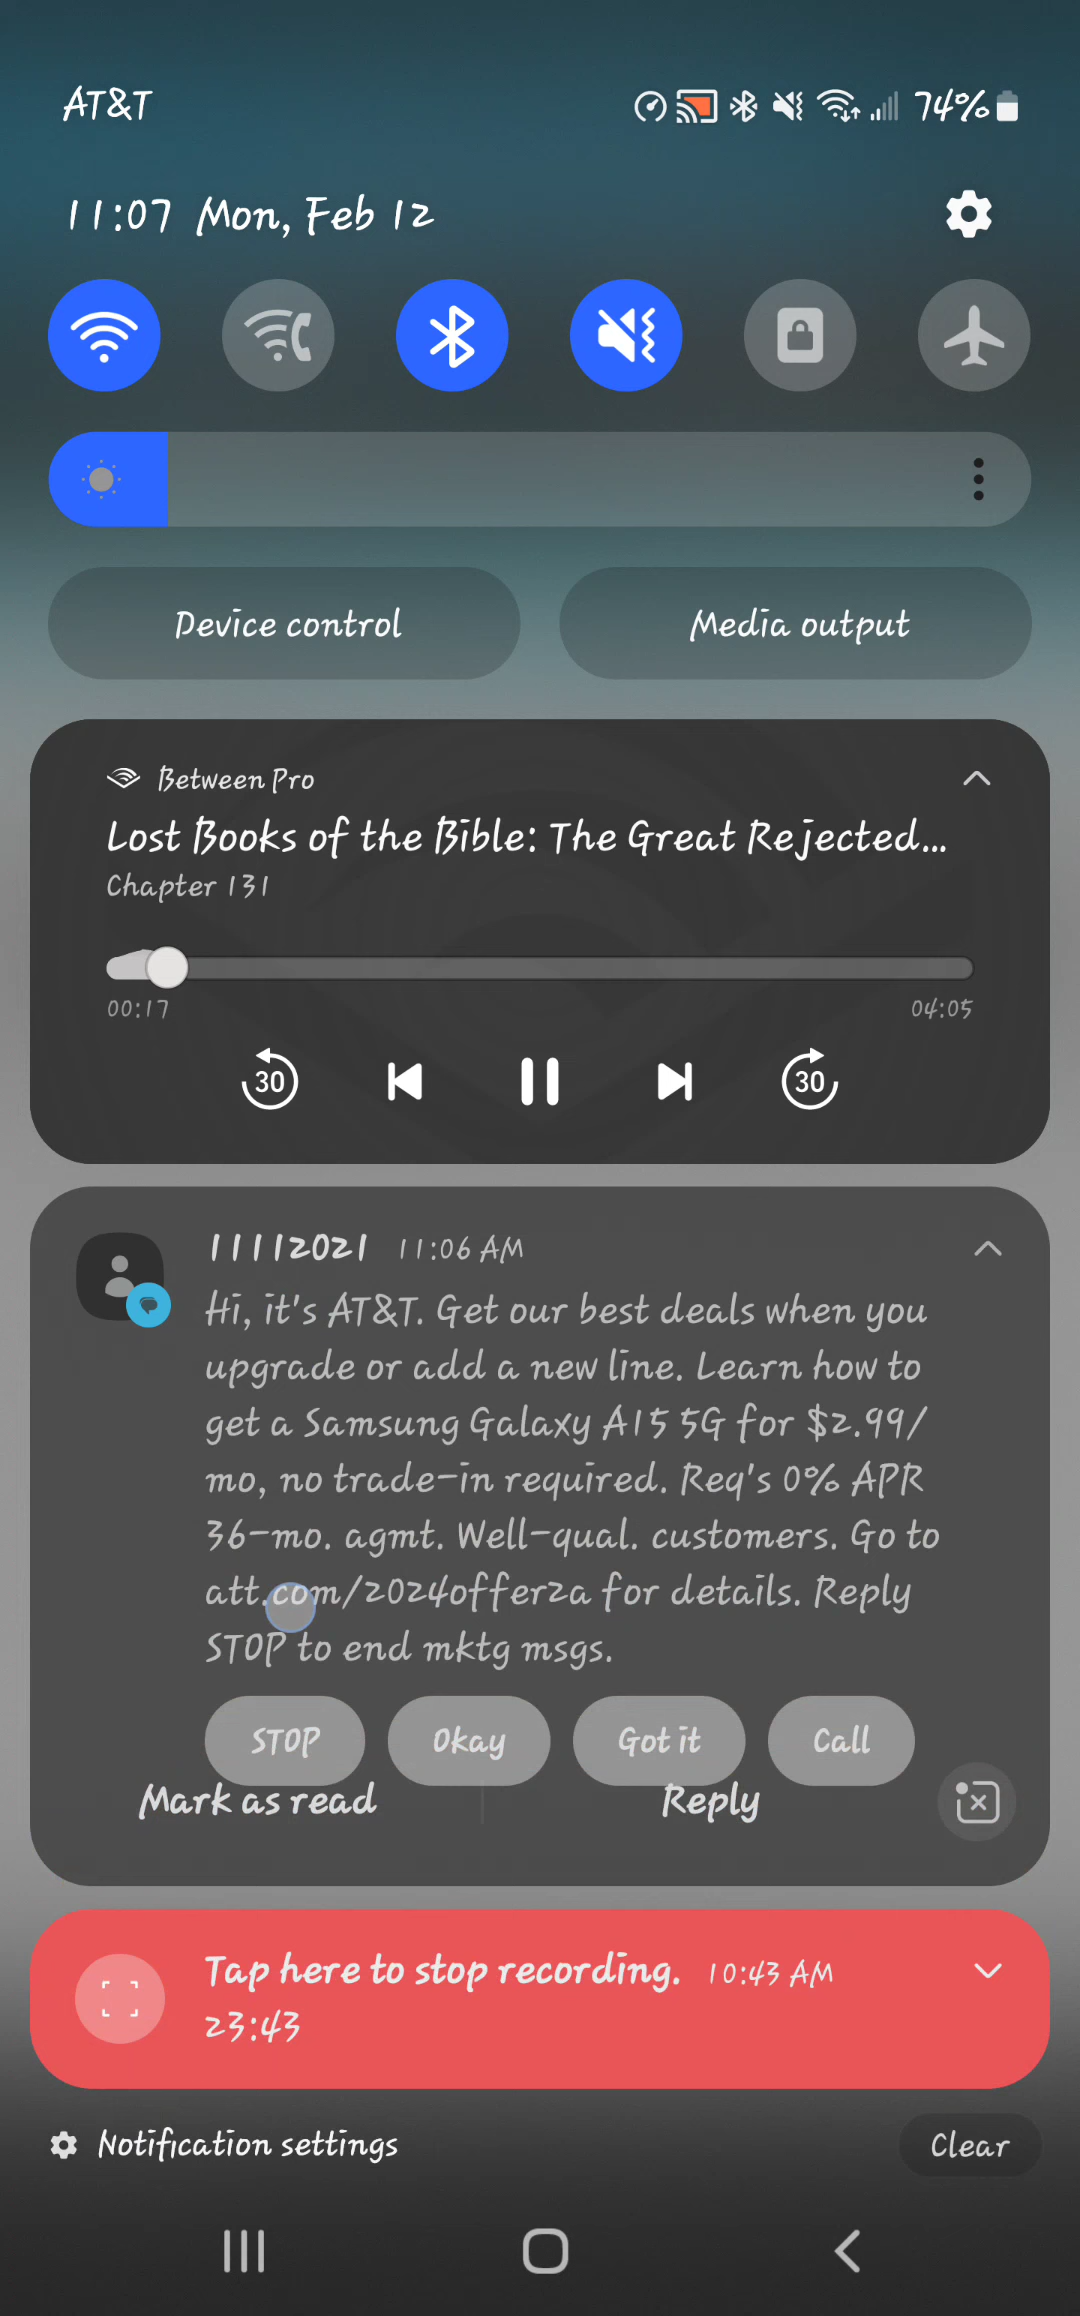 AT&T
74%
11:07 Mon, Feb 12
Device control
Media output
Between Pro
Lost Books of the Bible: The Great Rejected...
Chapter 131
00:17
04:05
30
30
11112021 11:06 AM
Hi, it's AT&T. Get our best deals when you
upgrade or add a new line. Learn how to
get a Samsung Galaxy A15 5G for $2.99/
mo, no trade-in required. Req's 0% APR
36-mo. agmt. Well-qual. customers. Go to
att.com/2024offer2a for details. Reply
STOP to end mktg msgs.
STOP
Okay
Got it
Call
Mark as read
Reply
Tap here to stop recording. 10:43 AM
23:43
Notification settings
Clear